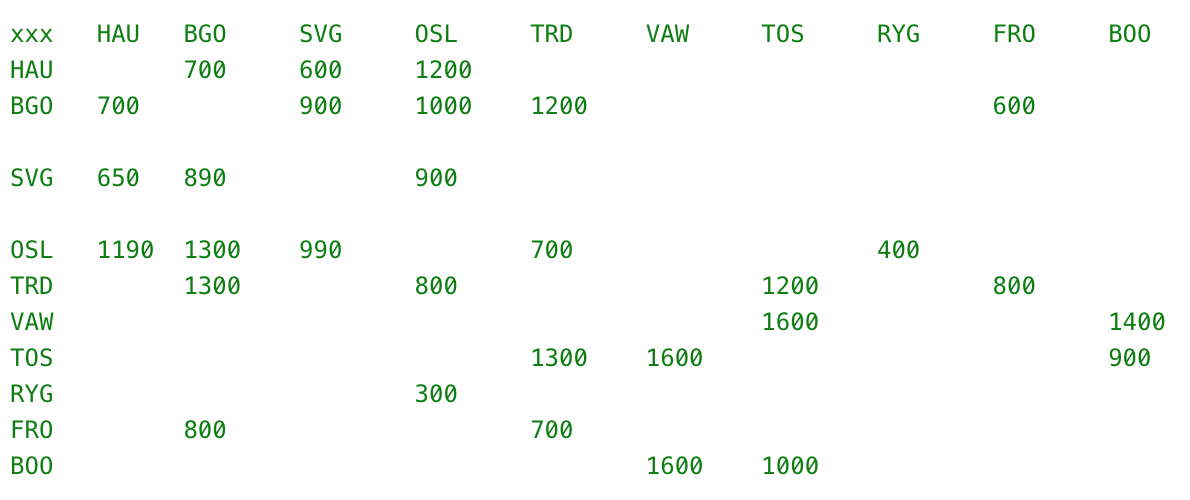 xxx   HAU   BGO     SVG     OSL     TRD     VAW     TOS     RYG     FRO     BOO
HAU         700     600     1200
BGO   700           900     1000    1200                            600
SVG   650   890             900
OSL   1190  1300    990             700                     400
TRD         1300            800                     1200            800
VAW                                                 1600                    1400
TOS                                 1300    1600                            900
RYG                         300
FRO         800                     700
BOO                                         1600    1000